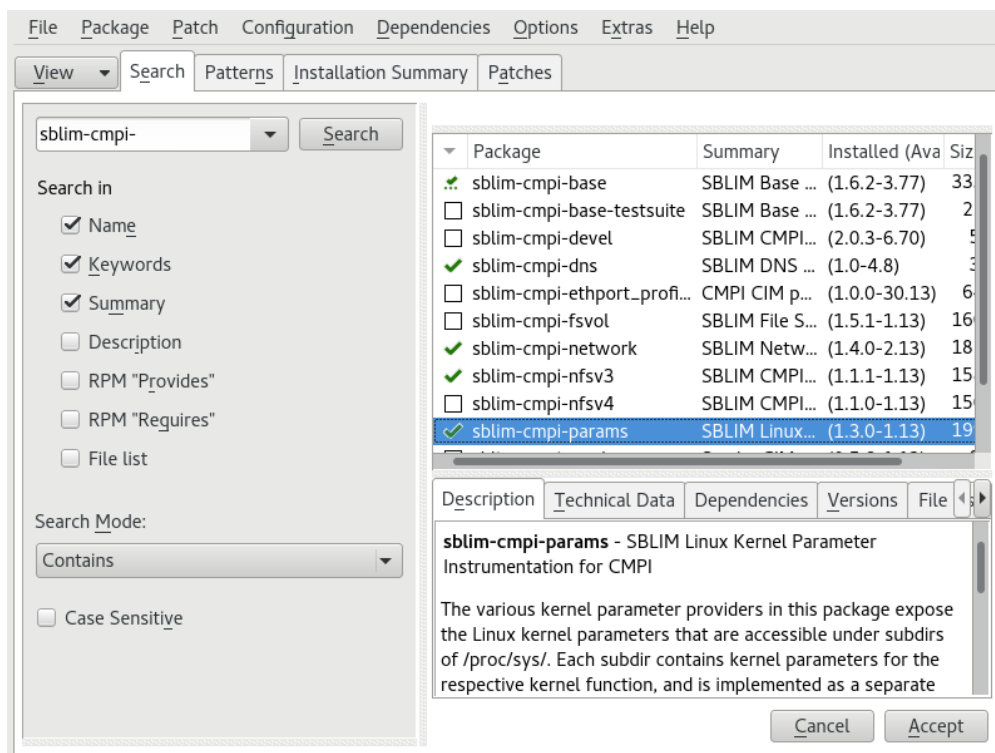 File Package Patch Configuration Dependencies Options Extras Help
View Search Patterns Installation Summary Patches
sblim-cmpi- Search
Search in
Name
Keywords
Summary
Description
RPM "Provides"
RPM "Requires"
File list
Search Mode:
Contains
Case Sensitive
Package Summary Installed (Ava Siz
sblim-cmpi-base SBLIM Base ... (1.6.2-3.77) 33
sblim-cmpi-base-testsuite SBLIM Base ... (1.6.2-3.77) 2
sblim-cmpi-devel SBLIM CMPI... (2.0.3-6.70) 5
sblim-cmpi-dns SBLIM DNS ... (1.0-4.8) 3
sblim-cmpi-ethport_profi... CMPI CIM p... (1.0.0-30.13) 6
sblim-cmpi-fsvol SBLIM File S... (1.5.1-1.13) 16
sblim-cmpi-network SBLIM Netw... (1.4.0-2.13) 18
sblim-cmpi-nfsv3 SBLIM CMPI... (1.1.1-1.13) 15
sblim-cmpi-nfsv4 SBLIM CMPI... (1.1.0-1.13) 15
sblim-cmpi-params SBLIM Linux... (1.3.0-1.13) 19
Description Technical Data Dependencies Versions File
sblim-cmpi-params - SBLIM Linux Kernel Parameter
Instrumentation for CMPI
The various kernel parameter providers in this package expose
the Linux kernel parameters that are accessible under subdirs
of /proc/sys/. Each subdir contains kernel parameters for the
respective kernel function, and is implemented as a separate
Cancel Accept